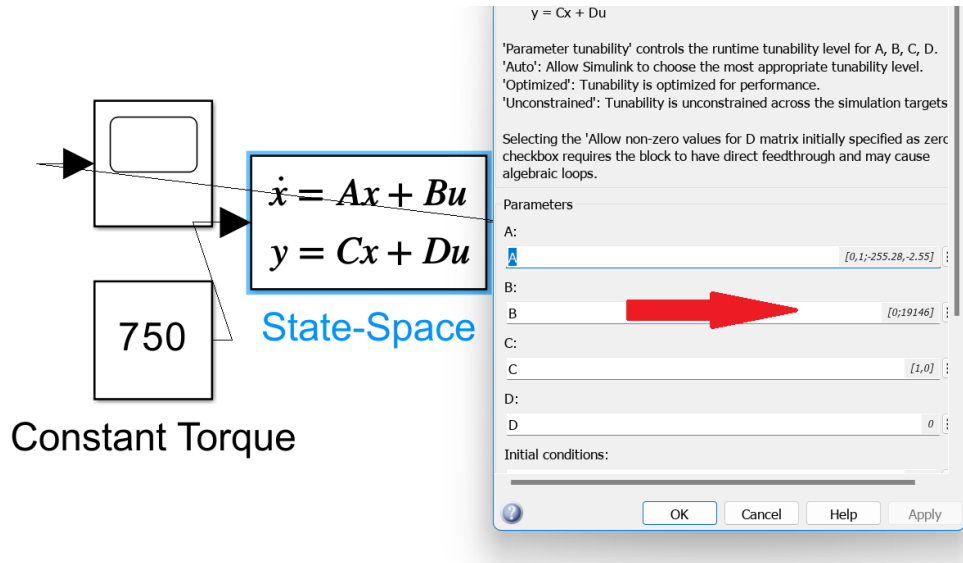 750
Constant Torque
ẋ = Ax + Bu
y = Cx + Du
State-Space
y = Cx + Du
'Parameter tunability' controls the runtime tunability level for A, B, C, D.
'Auto': Allow Simulink to choose the most appropriate tunability level.
'Optimized': Tunability is optimized for performance.
'Unconstrained': Tunability is unconstrained across the simulation targets
Selecting the 'Allow non-zero values for D matrix initially specified as zero
checkbox requires the block to have direct feedthrough and may cause
algebraic loops.
Parameters
A:
A [0,1;-255.28,-2.55]
B:
B [0;19146]
C:
C [1,0]
D:
D 0
Initial conditions:
OK Cancel Help Apply